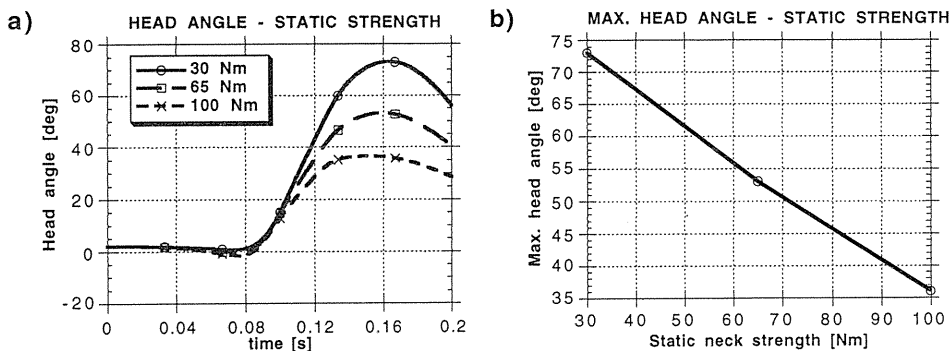 a)
HEAD ANGLE - STATIC STRENGTH
Head angle [deg]
80
60
40
20
0
-20
30 Nm
65 Nm
100 Nm
0
0.04
0.08
0.12
0.16
0.2
time [s]
b)
MAX. HEAD ANGLE - STATIC STRENGTH
Max. head angle [deg]
75
70
65
60
55
50
45
40
35
30
40
50
60
70
80
90
100
Static neck strength [Nm]